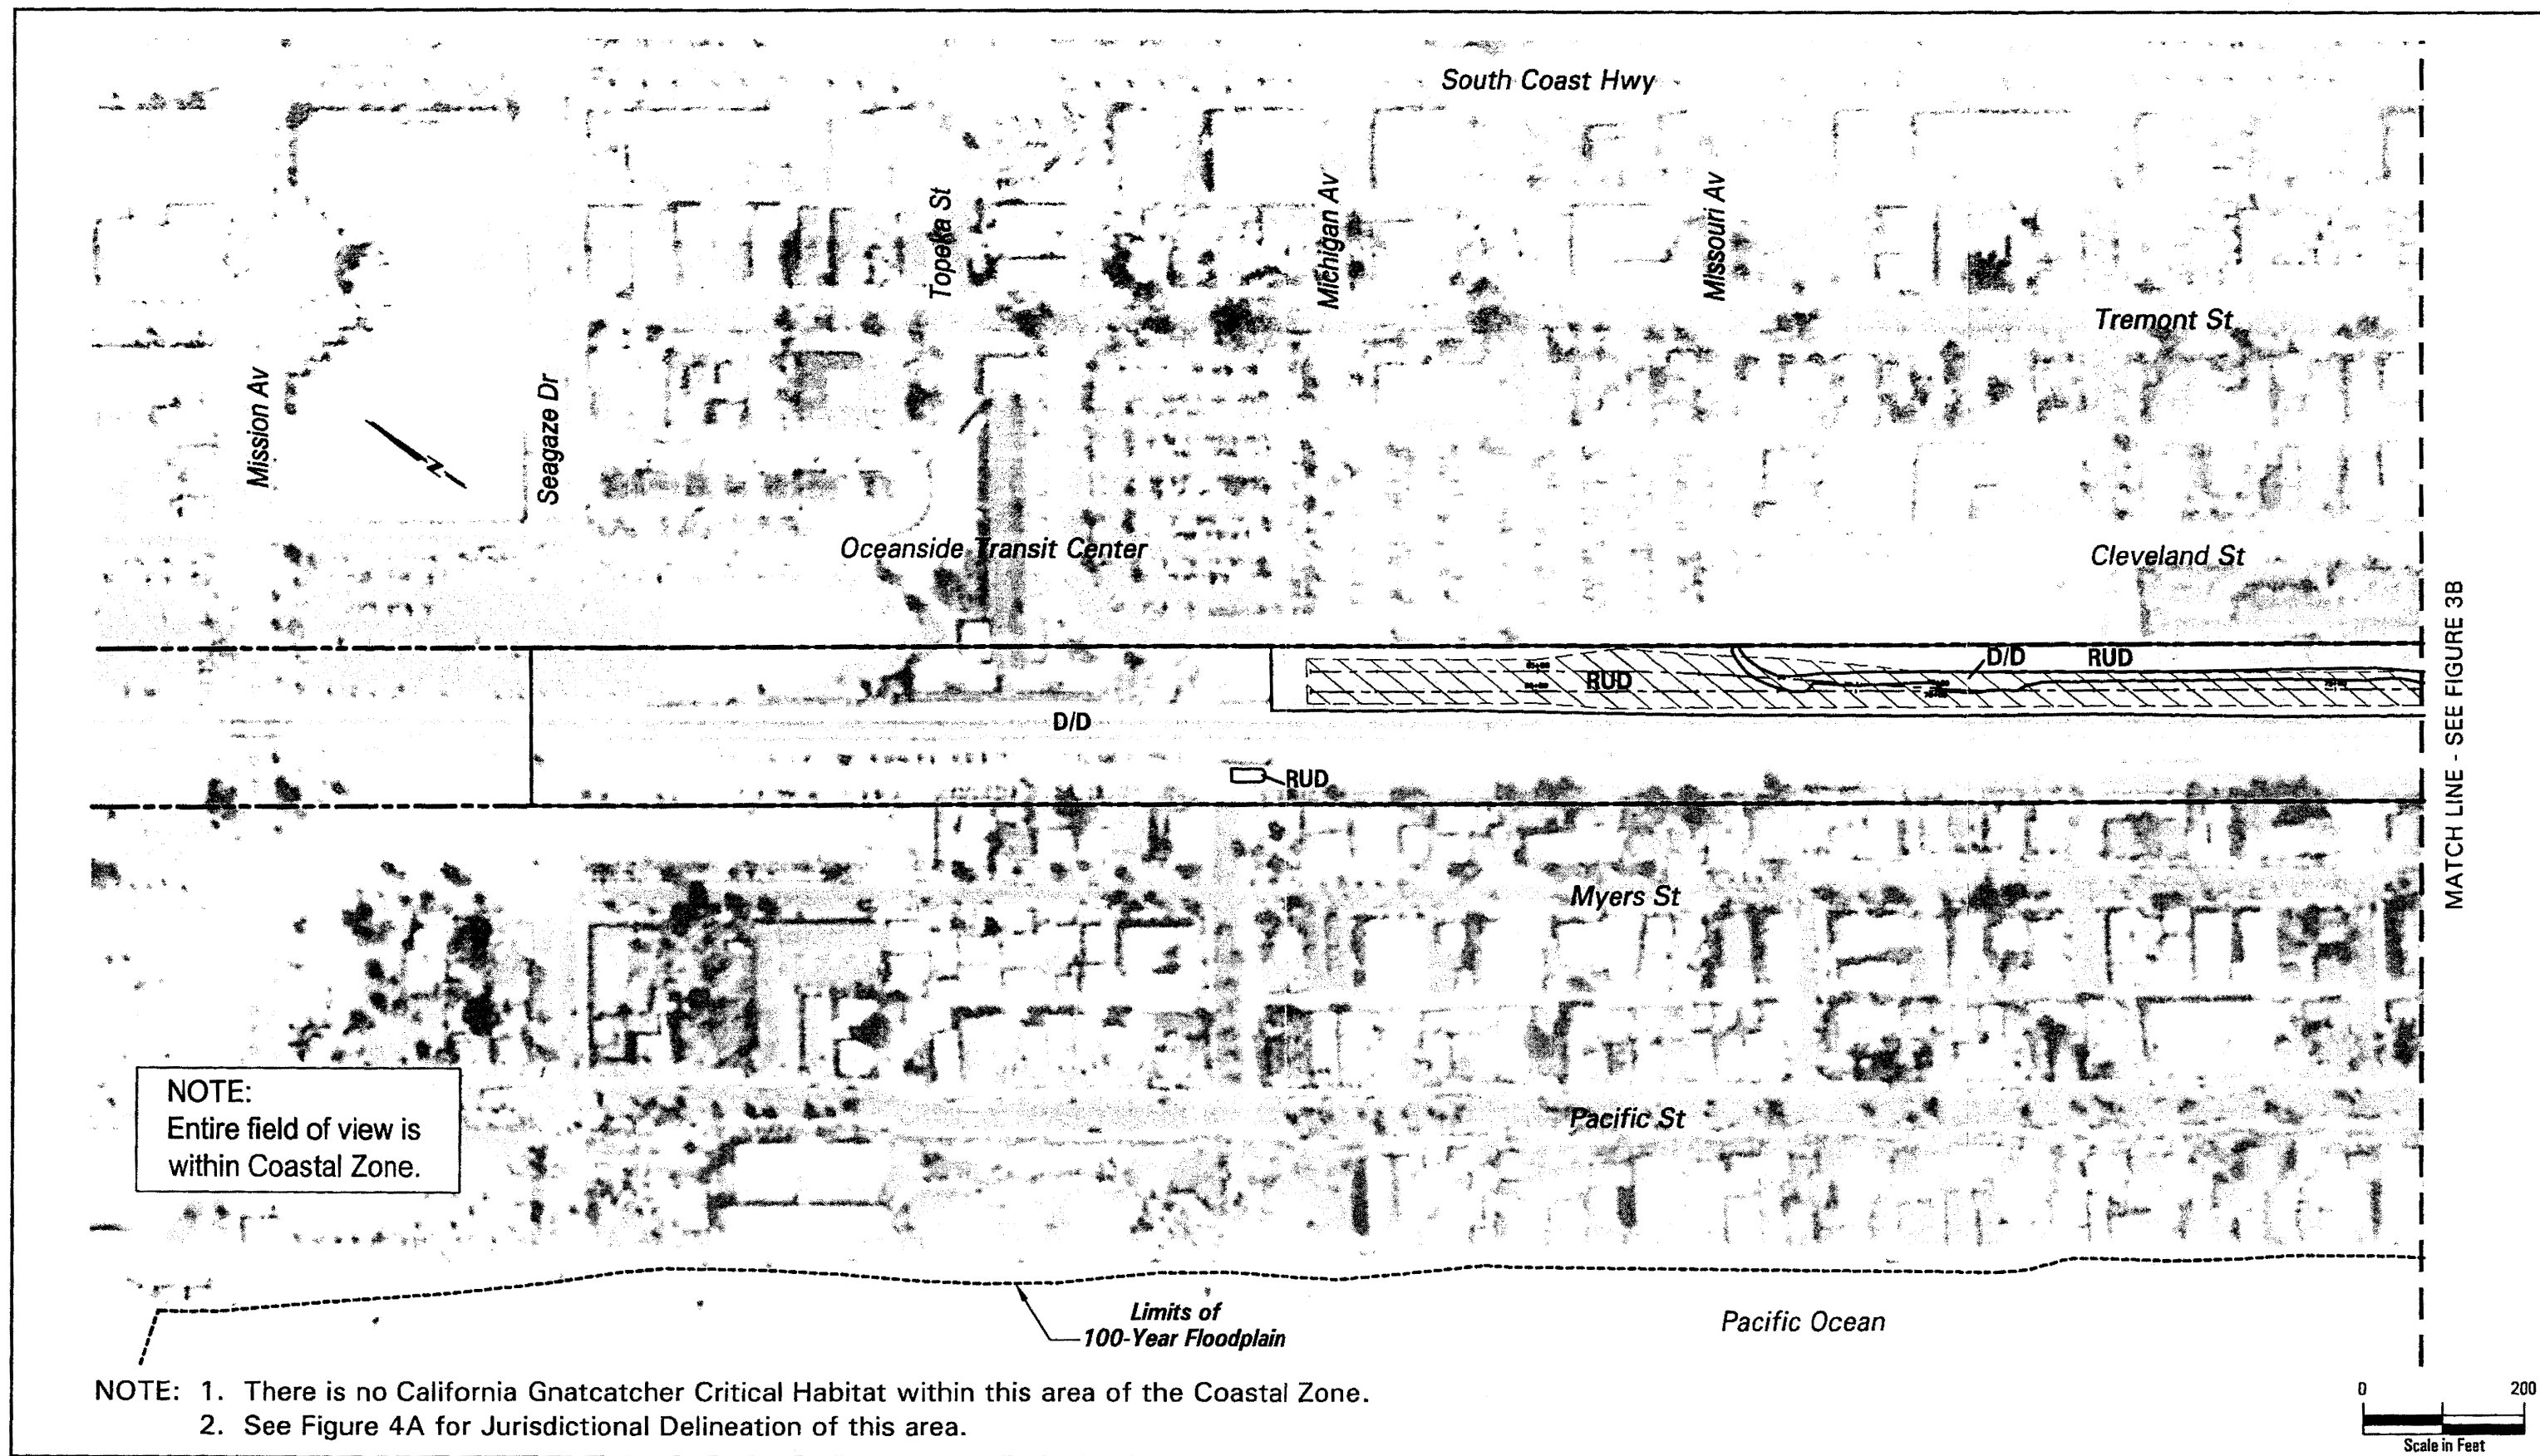 South Coast Hwy
Topeka St
Michigan Av
Missouri Av
Tremont St
Mission Av
Seagaze Dr
Oceanside Transit Center
Cleveland St
D/D
RUD
RUD
D/D
RUD
MATCH LINE - SEE FIGURE 3B
Myers St
NOTE:
Entire field of view is
within Coastal Zone.
Pacific St
Limits of
100-Year Floodplain
Pacific Ocean
NOTE: 1. There is no California Gnatcatcher Critical Habitat within this area of the Coastal Zone.
2. See Figure 4A for Jurisdictional Delineation of this area.
0 200
Scale in Feet
N